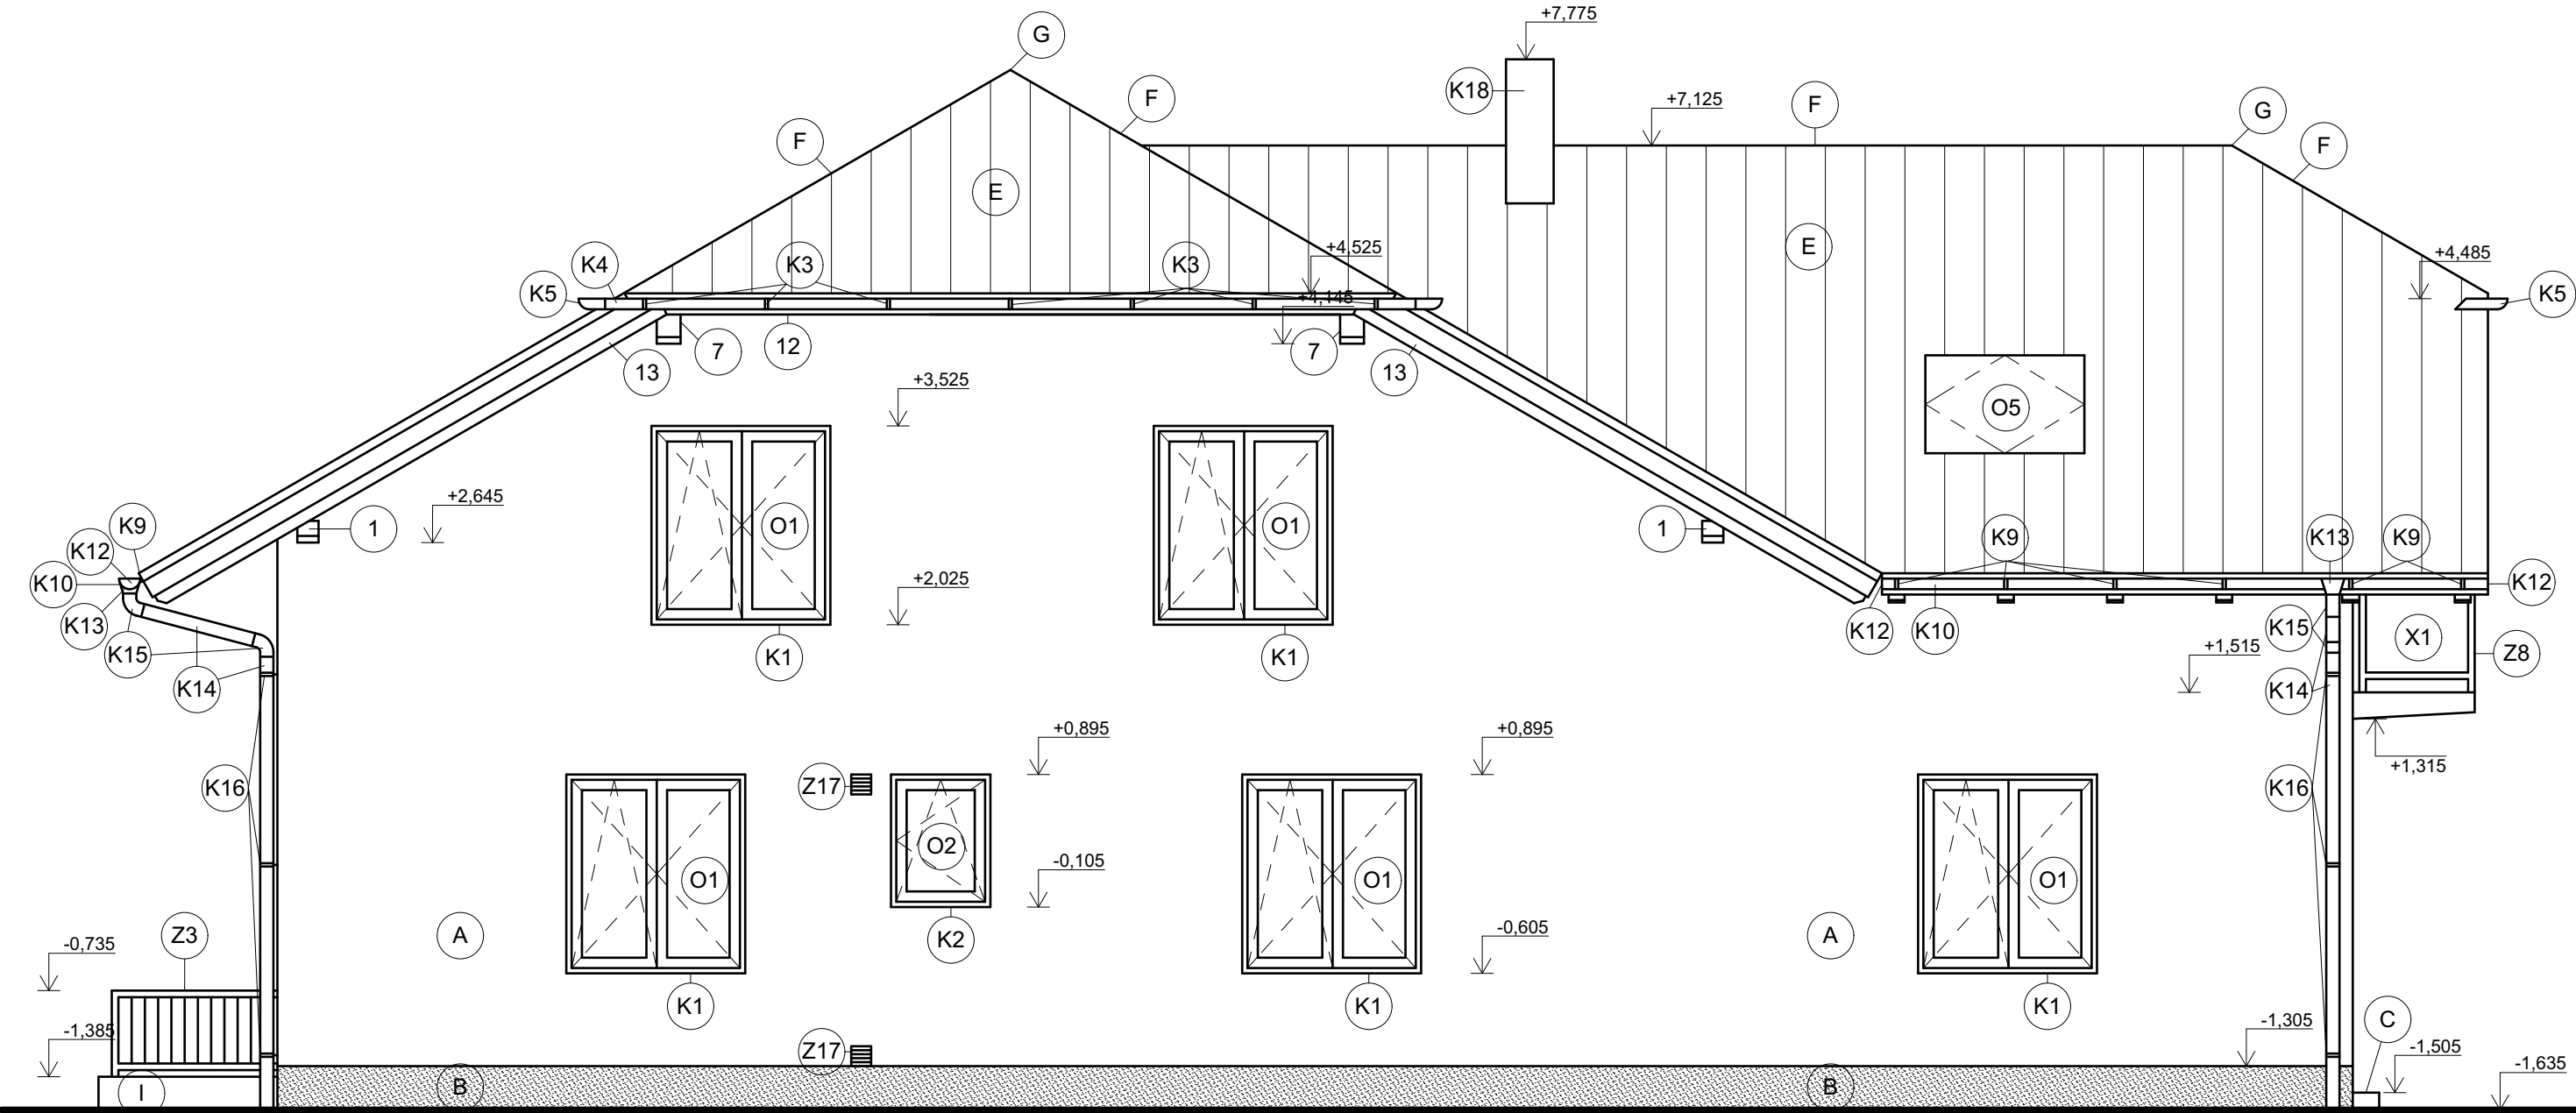 +7,775
G
K18
F
+7,125
F
G
F
F
E
E
+4,525
+4,485
K4
K3
K3
K5
K5
+4,145
7
12
7
13
13
+3,525
O5
+2,645
K9
1
O1
O1
1
K9
K13
K9
K12
K10
+2,025
K12
K13
K15
K12
K10
K15
X1
Z8
K1
K1
+1,515
K14
K14
+0,895
+0,895
+1,315
K16
Z17
K16
O2
-0,105
O1
O1
O1
Z3
A
K2
-0,605
A
-0,735
K1
K1
K1
-1,385
-1,305
C
Z17
-1,505
-1,635
I
B
B